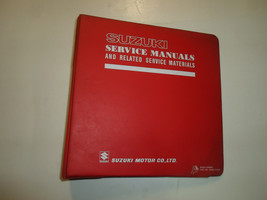 SUZUKI
SERVICE MANUALS
AND RELATED SERVICE MATERIALS
SUZUKI MOTOR CO.,LTD.